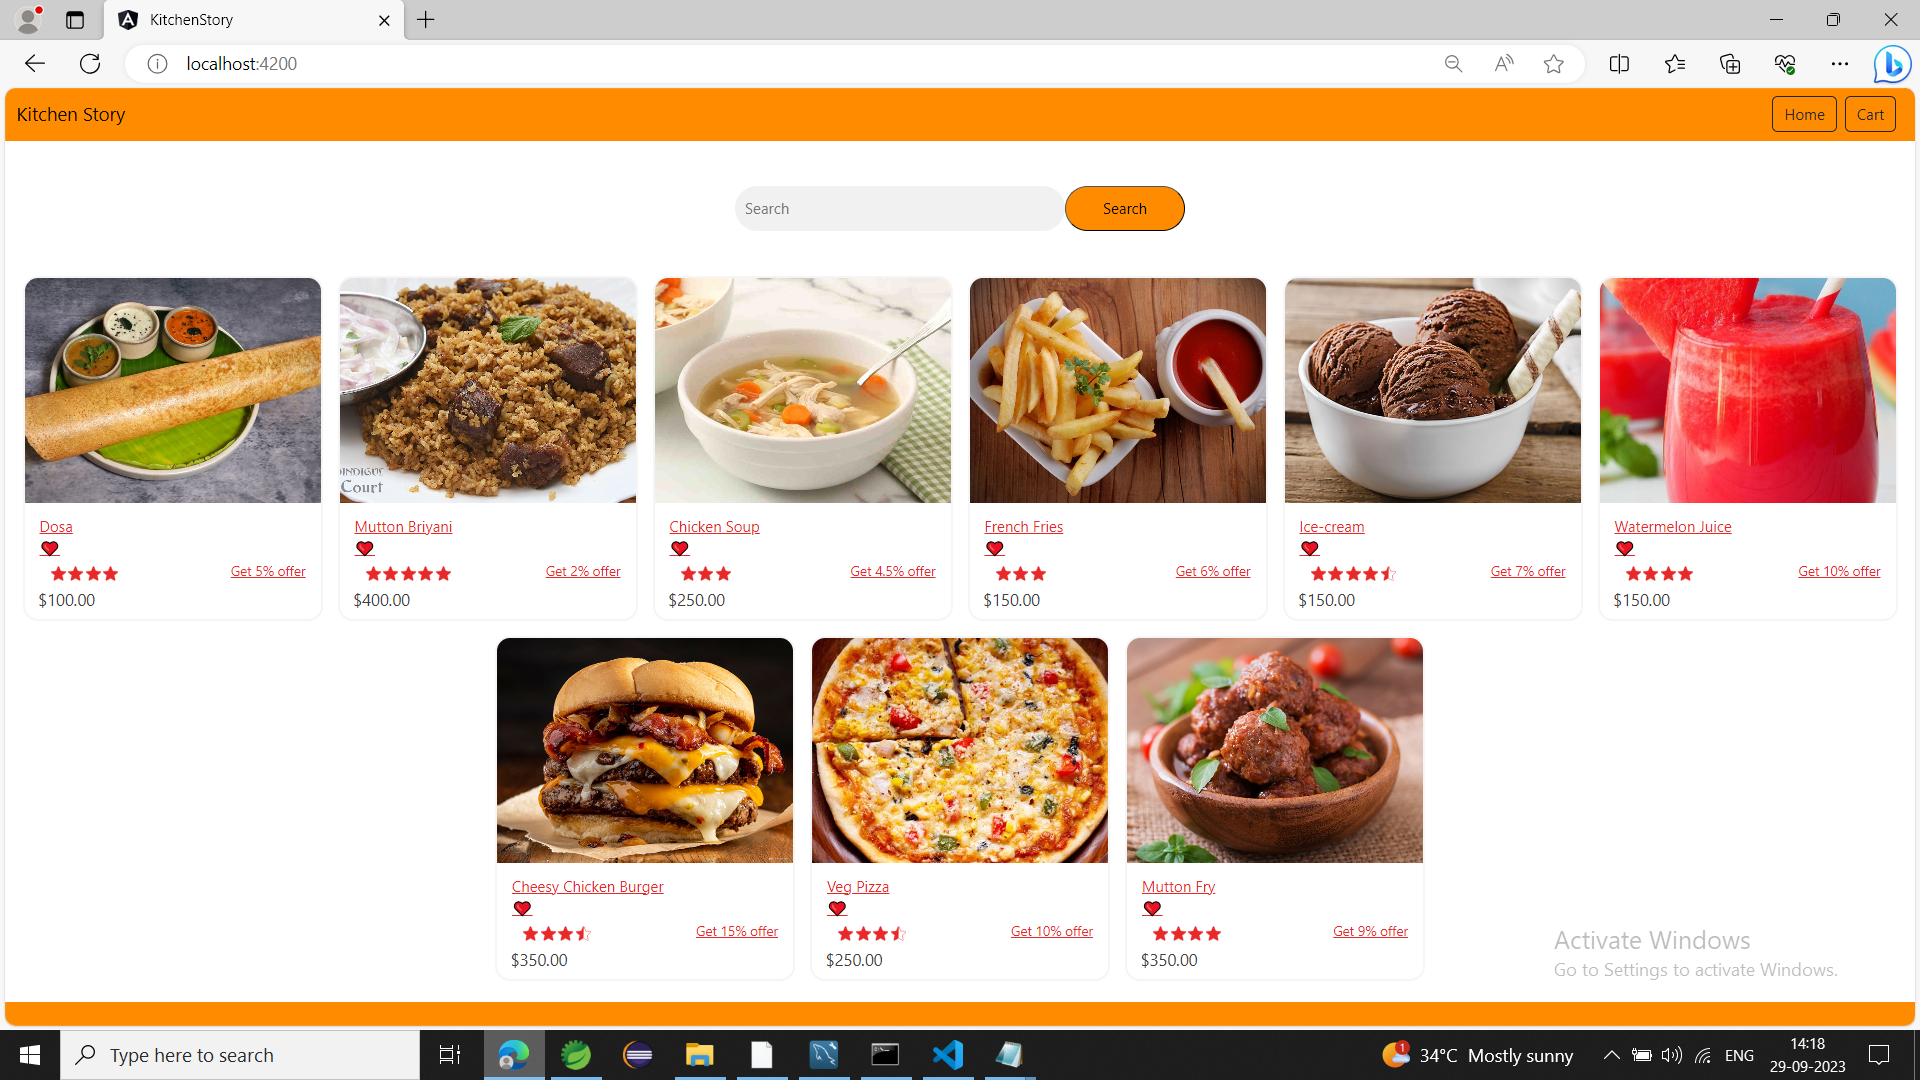 KitchenStory
localhost:4200
Kitchen Story
Home
Cart
Search
Search
INDIGUL
Court
Dosa
Get 5% offer
$100.00
Mutton Briyani
Get 2% offer
$400.00
Chicken Soup
Get 4.5% offer
$250.00
French Fries
Get 6% offer
$150.00
Ice-cream
Get 7% offer
$150.00
Watermelon Juice
Get 10% offer
$150.00
Cheesy Chicken Burger
Get 15% offer
$350.00
Veg Pizza
Get 10% offer
$250.00
Mutton Fry
Get 9% offer
$350.00
Activate Windows
Go to Settings to activate Windows.
Type here to search
1
34°C Mostly sunny
ENG
14:18
29-09-2023